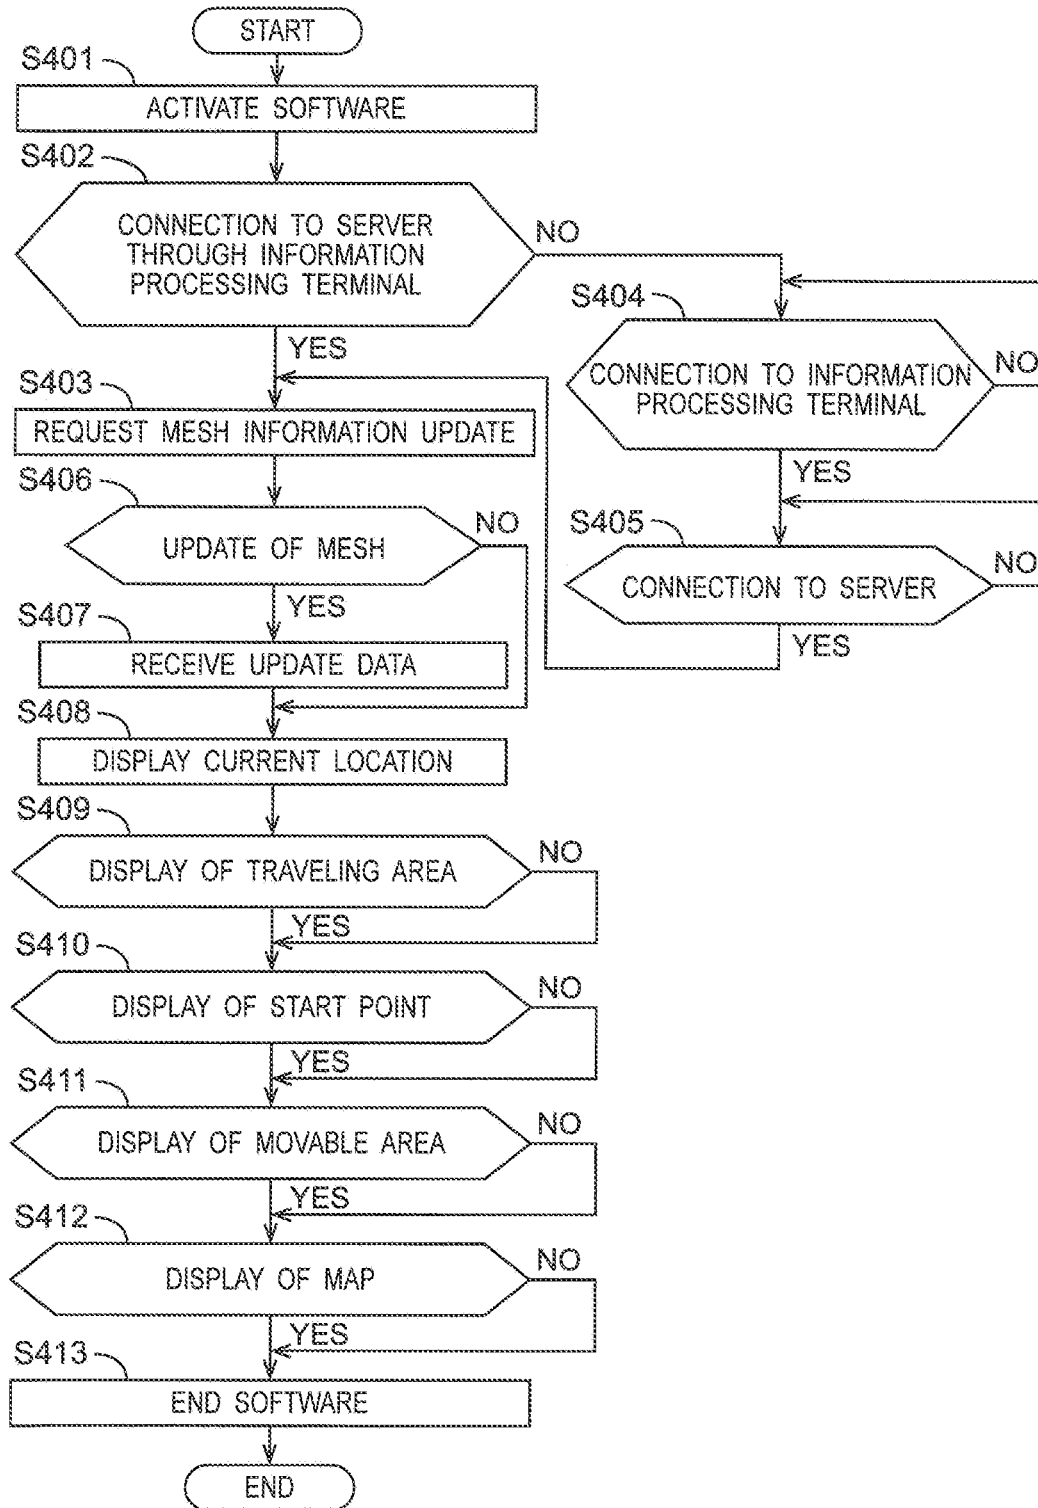 START
S401
ACTIVATE SOFTWARE
S402
CONNECTION TO SERVER
THROUGH INFORMATION
PROCESSING TERMINAL
NO
YES
S404
CONNECTION TO INFORMATION
PROCESSING TERMINAL
NO
YES
S403
REQUEST MESH INFORMATION UPDATE
S405
CONNECTION TO SERVER
NO
YES
S406
UPDATE OF MESH
NO
YES
S407
RECEIVE UPDATE DATA
S408
DISPLAY CURRENT LOCATION
S409
DISPLAY OF TRAVELING AREA
NO
YES
S410
DISPLAY OF START POINT
NO
YES
S411
DISPLAY OF MOVABLE AREA
NO
YES
S412
DISPLAY OF MAP
NO
YES
S413
END SOFTWARE
END